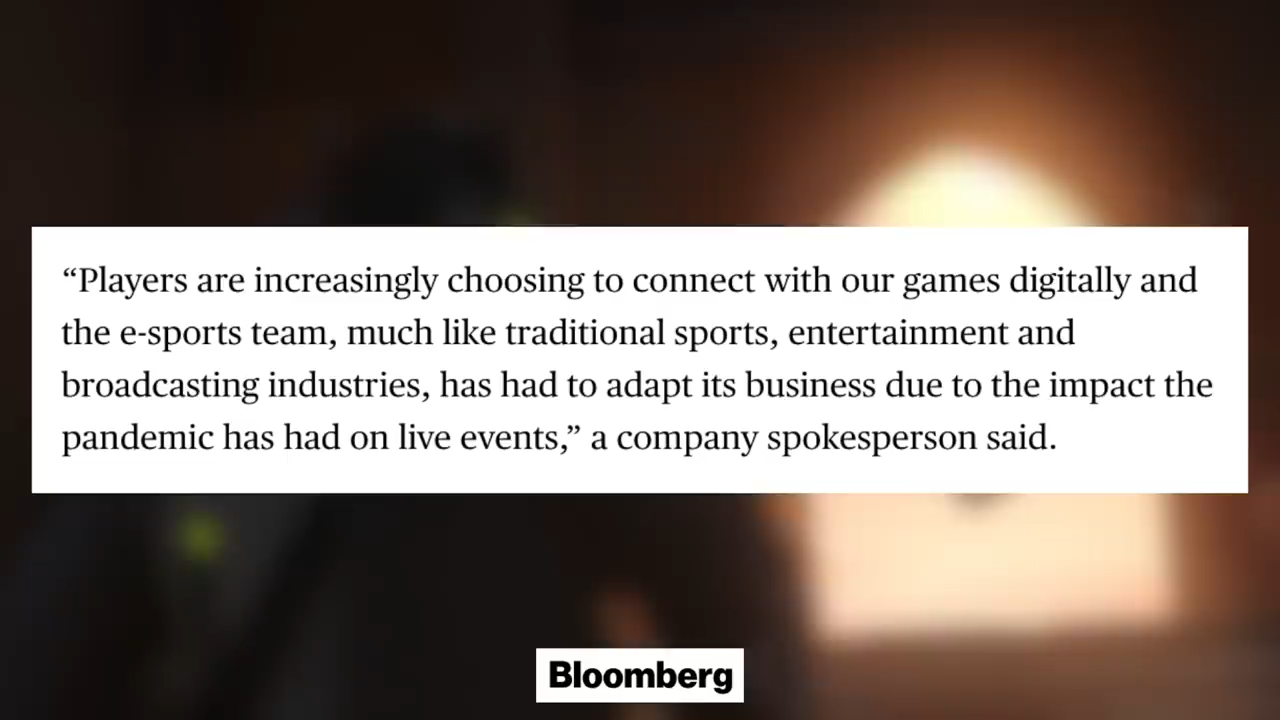 “Players are increasingly choosing to connect with our games digitally and
the e-sports team, much like traditional sports, entertainment and
broadcasting industries, has had to adapt its business due to the impact the
pandemic has had on live events,” a company spokesperson said.
Bloomberg